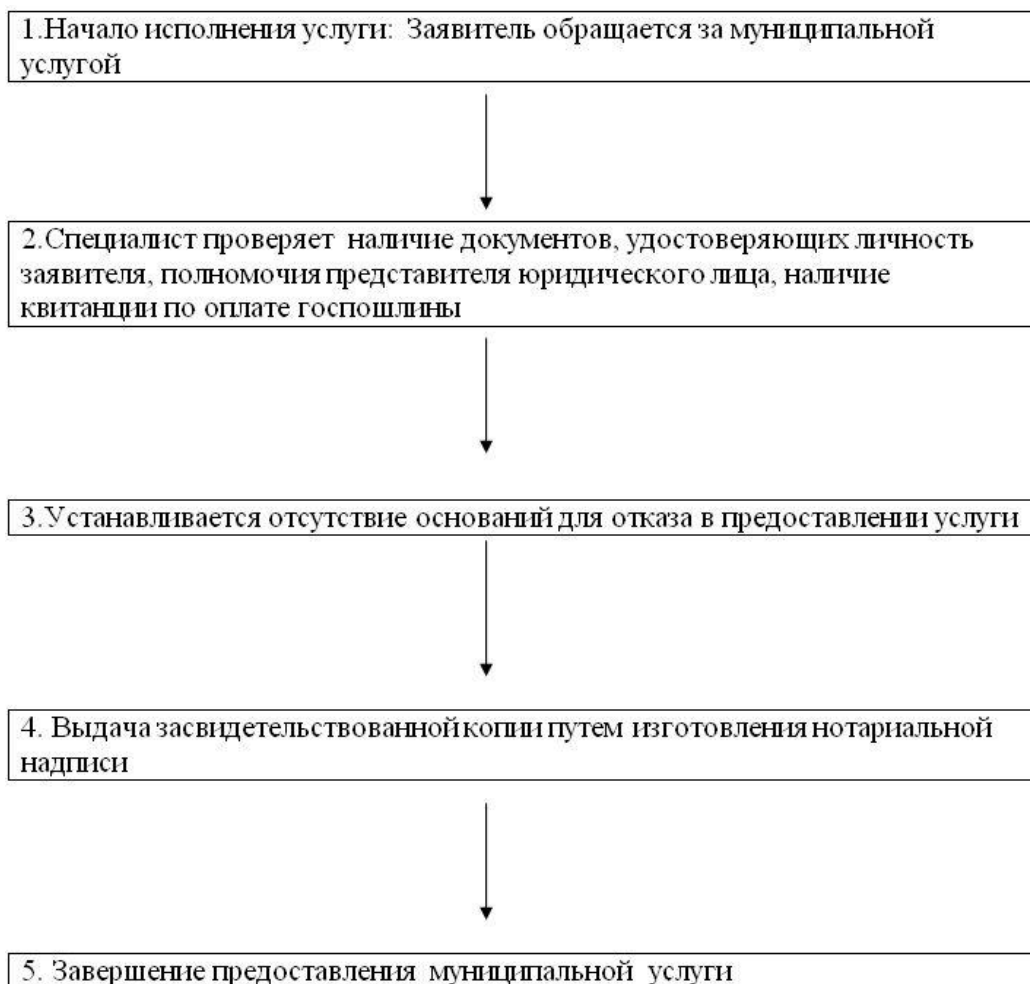 1.Начало исполнения услуги: Заявитель обращается за муниципальной
услугой
2.Специалист проверяет наличие документов, удостоверяющих личность
заявителя, полномочия представителя юридического лица, наличие
квитанции по оплате госпошлины
3.Устанавливается отсутствие оснований для отказа в предоставлении услуги
4. Выдача засвидетельствованной копии путем изготовления нотариальной
надписи
5. Завершение предоставления муниципальной услуги